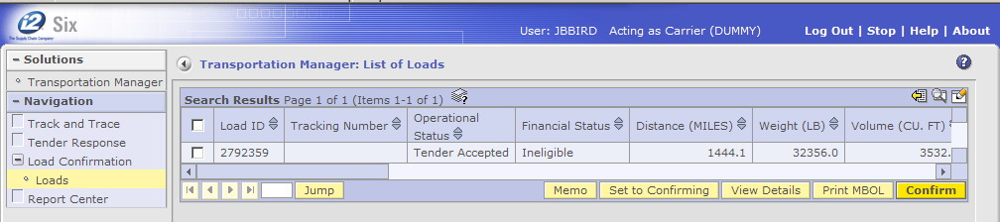 i2 Six
The Supply Chain Company
User: JBBIRD Acting as Carrier (DUMMY) Log Out | Stop | Help | About
Solutions
Transportation Manager
Navigation
Track and Trace
Tender Response
Load Confirmation
Loads
Report Center
Transportation Manager: List of Loads
Search Results Page 1 of 1 (Items 1-1 of 1)
Load ID Tracking Number Operational Status Financial Status Distance (MILES) Weight (LB) Volume (CU. FT)
2792359 Tender Accepted Ineligible 1444.1 32356.0 3532.
Jump Memo Set to Confirming View Details Print MBOL Confirm